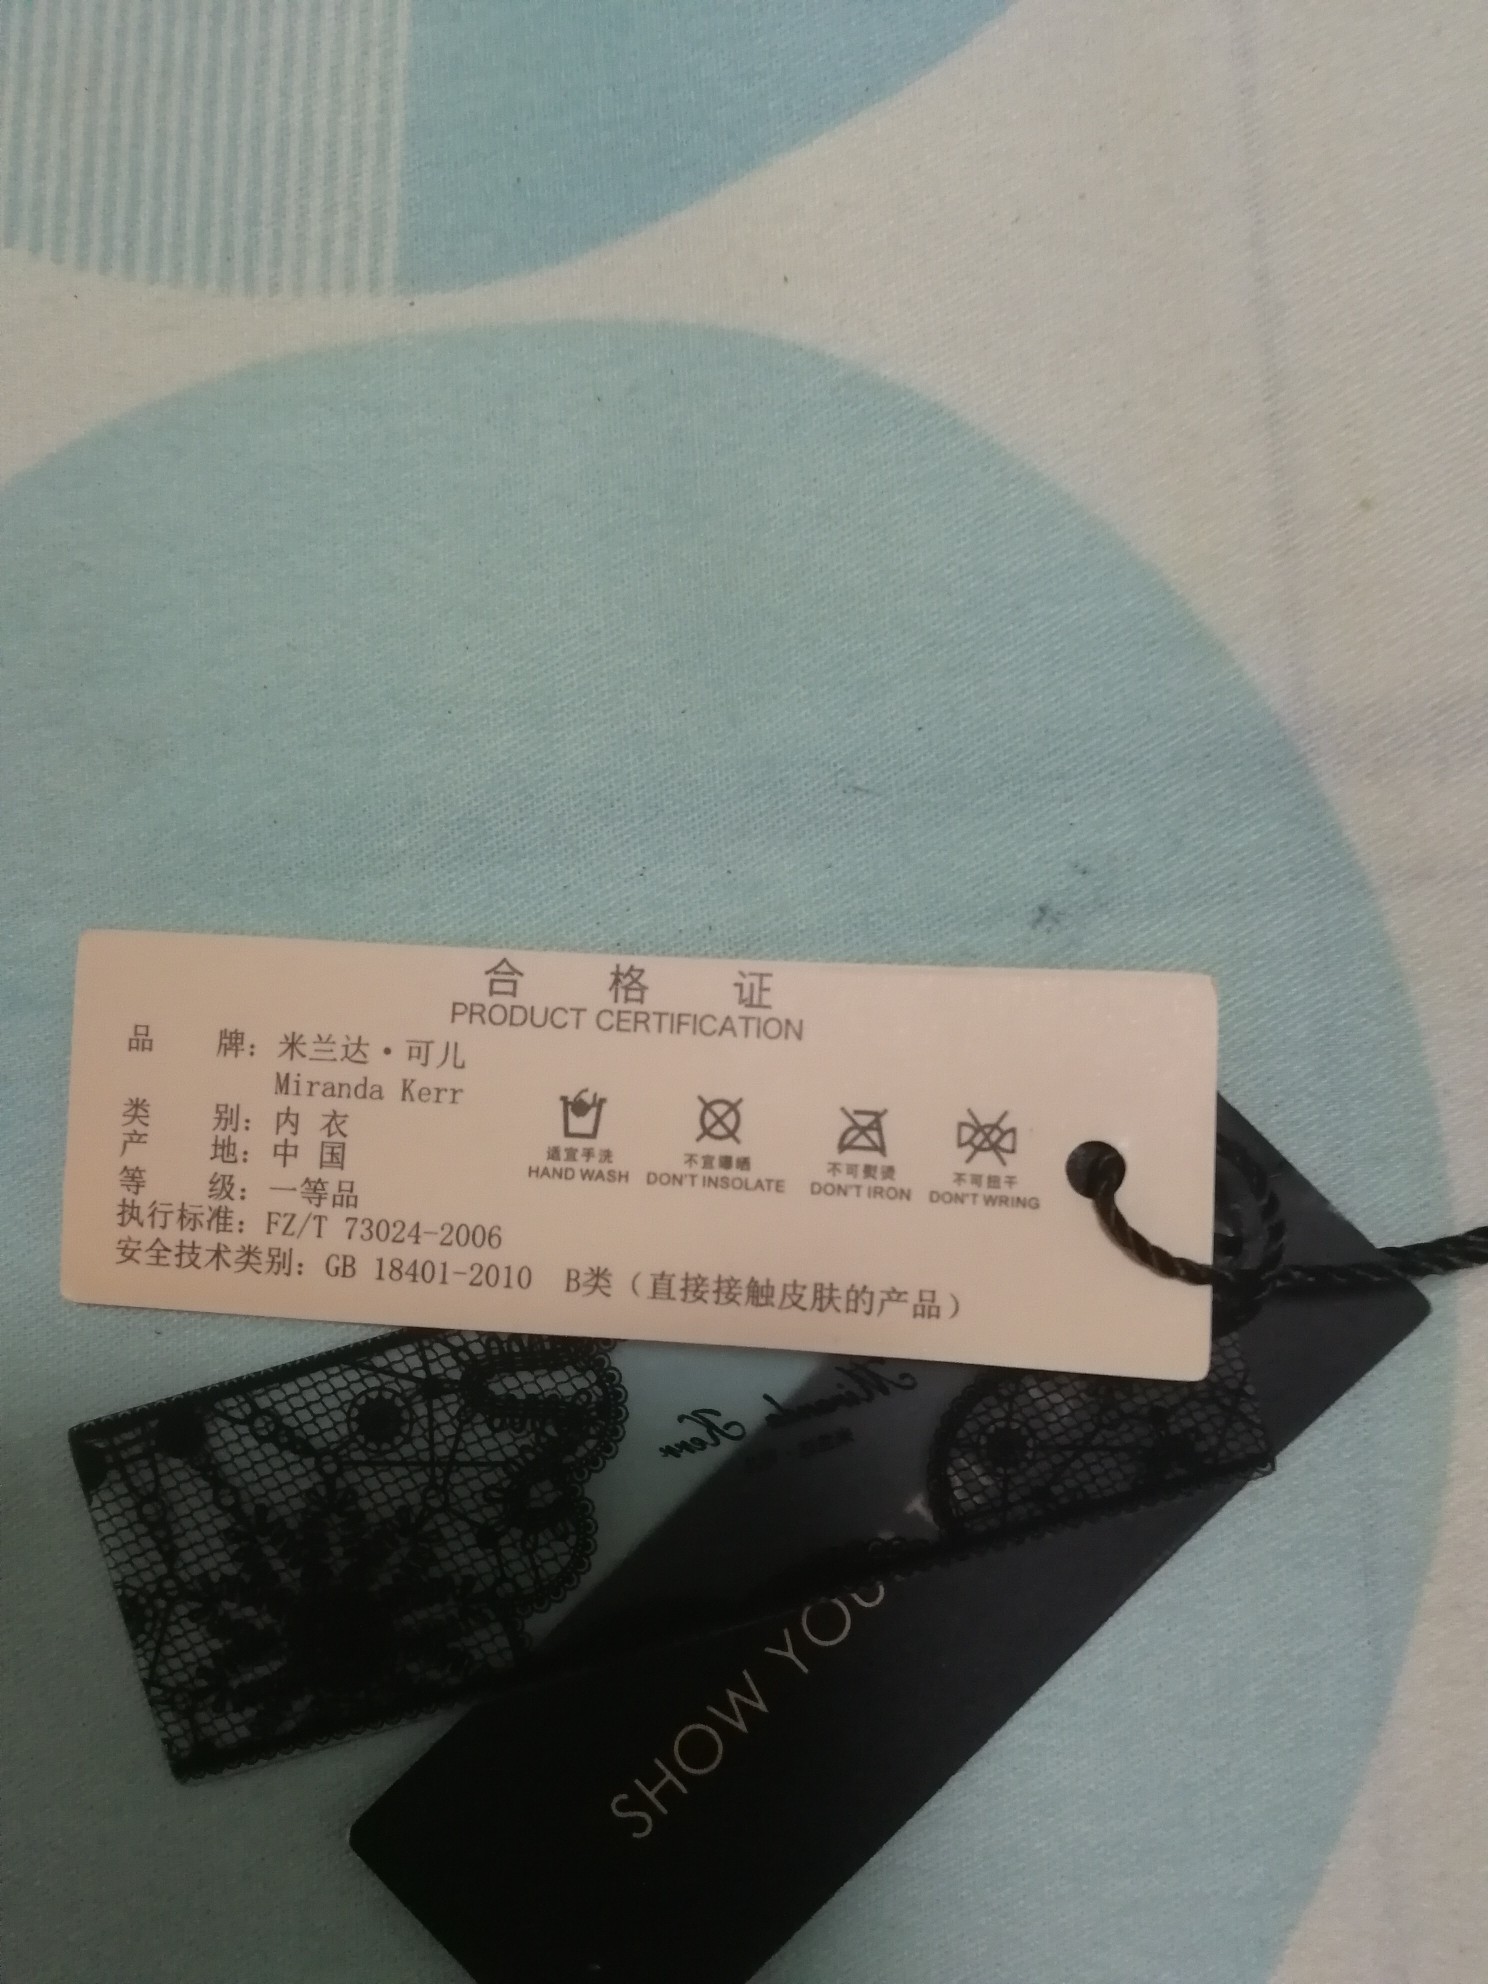 合 格 证
PRODUCT CERTIFICATION
品 牌：米兰达·可儿
Miranda Kerr
类 别：内 衣
产 地：中 国
等 级：一等品
执行标准：FZ/T 73024-2006
安全技术类别：GB 18401-2010 B类（直接接触皮肤的产品）
适宜手洗
HAND WASH
不宜曝晒
DON'T INSOLATE
不可熨烫
DON'T IRON
不可扭干
DON'T WRING
Miranda Kerr
SHOW YOU